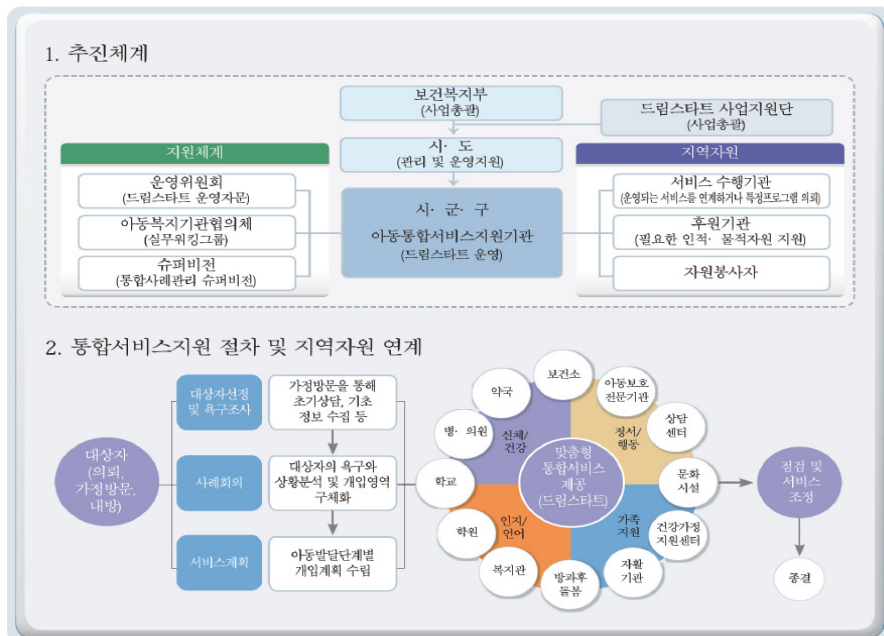 1. 추진체계
보건복지부
(사업총괄)
드림스타트 사업지원단
(사업총괄)
시· 도
(관리 및 운영지원)
지원체계
운영위원회
(드림스타트 운영자문)
아동복지기관협의체
(실무워킹그룹)
슈퍼비전
(통합사례관리 슈퍼비전)
시· 군· 구
아동통합서비스지원기관
(드림스타트 운영)
지역자원
서비스 수행기관
(운영되는 서비스를 연계하거나 특정프로그램 의뢰)
후원기관
(필요한 인적· 물적자원 지원)
자원봉사자
2. 통합서비스지원 절차 및 지역자원 연계
대상자
(의뢰,
가정방문,
내방)
대상자선정
및 욕구조사
가정방문을 통해
초기상담, 기초
정보 수집 등
사례회의
대상자의 욕구와
상황분석 및 개입영역
구체화
서비스계획
아동발달단계별
개입계획 수립
보건소
아동보호
전문기관
상담
센터
문화
시설
건강가정
지원센터
자활
기관
방과후
돌봄
복지관
학원
학교
병· 의원
약국
신체/
건강
정서/
행동
인지/
언어
가족
지원
맞춤형
통합서비스
제공
(드림스타트)
점검 및
서비스
조정
종결